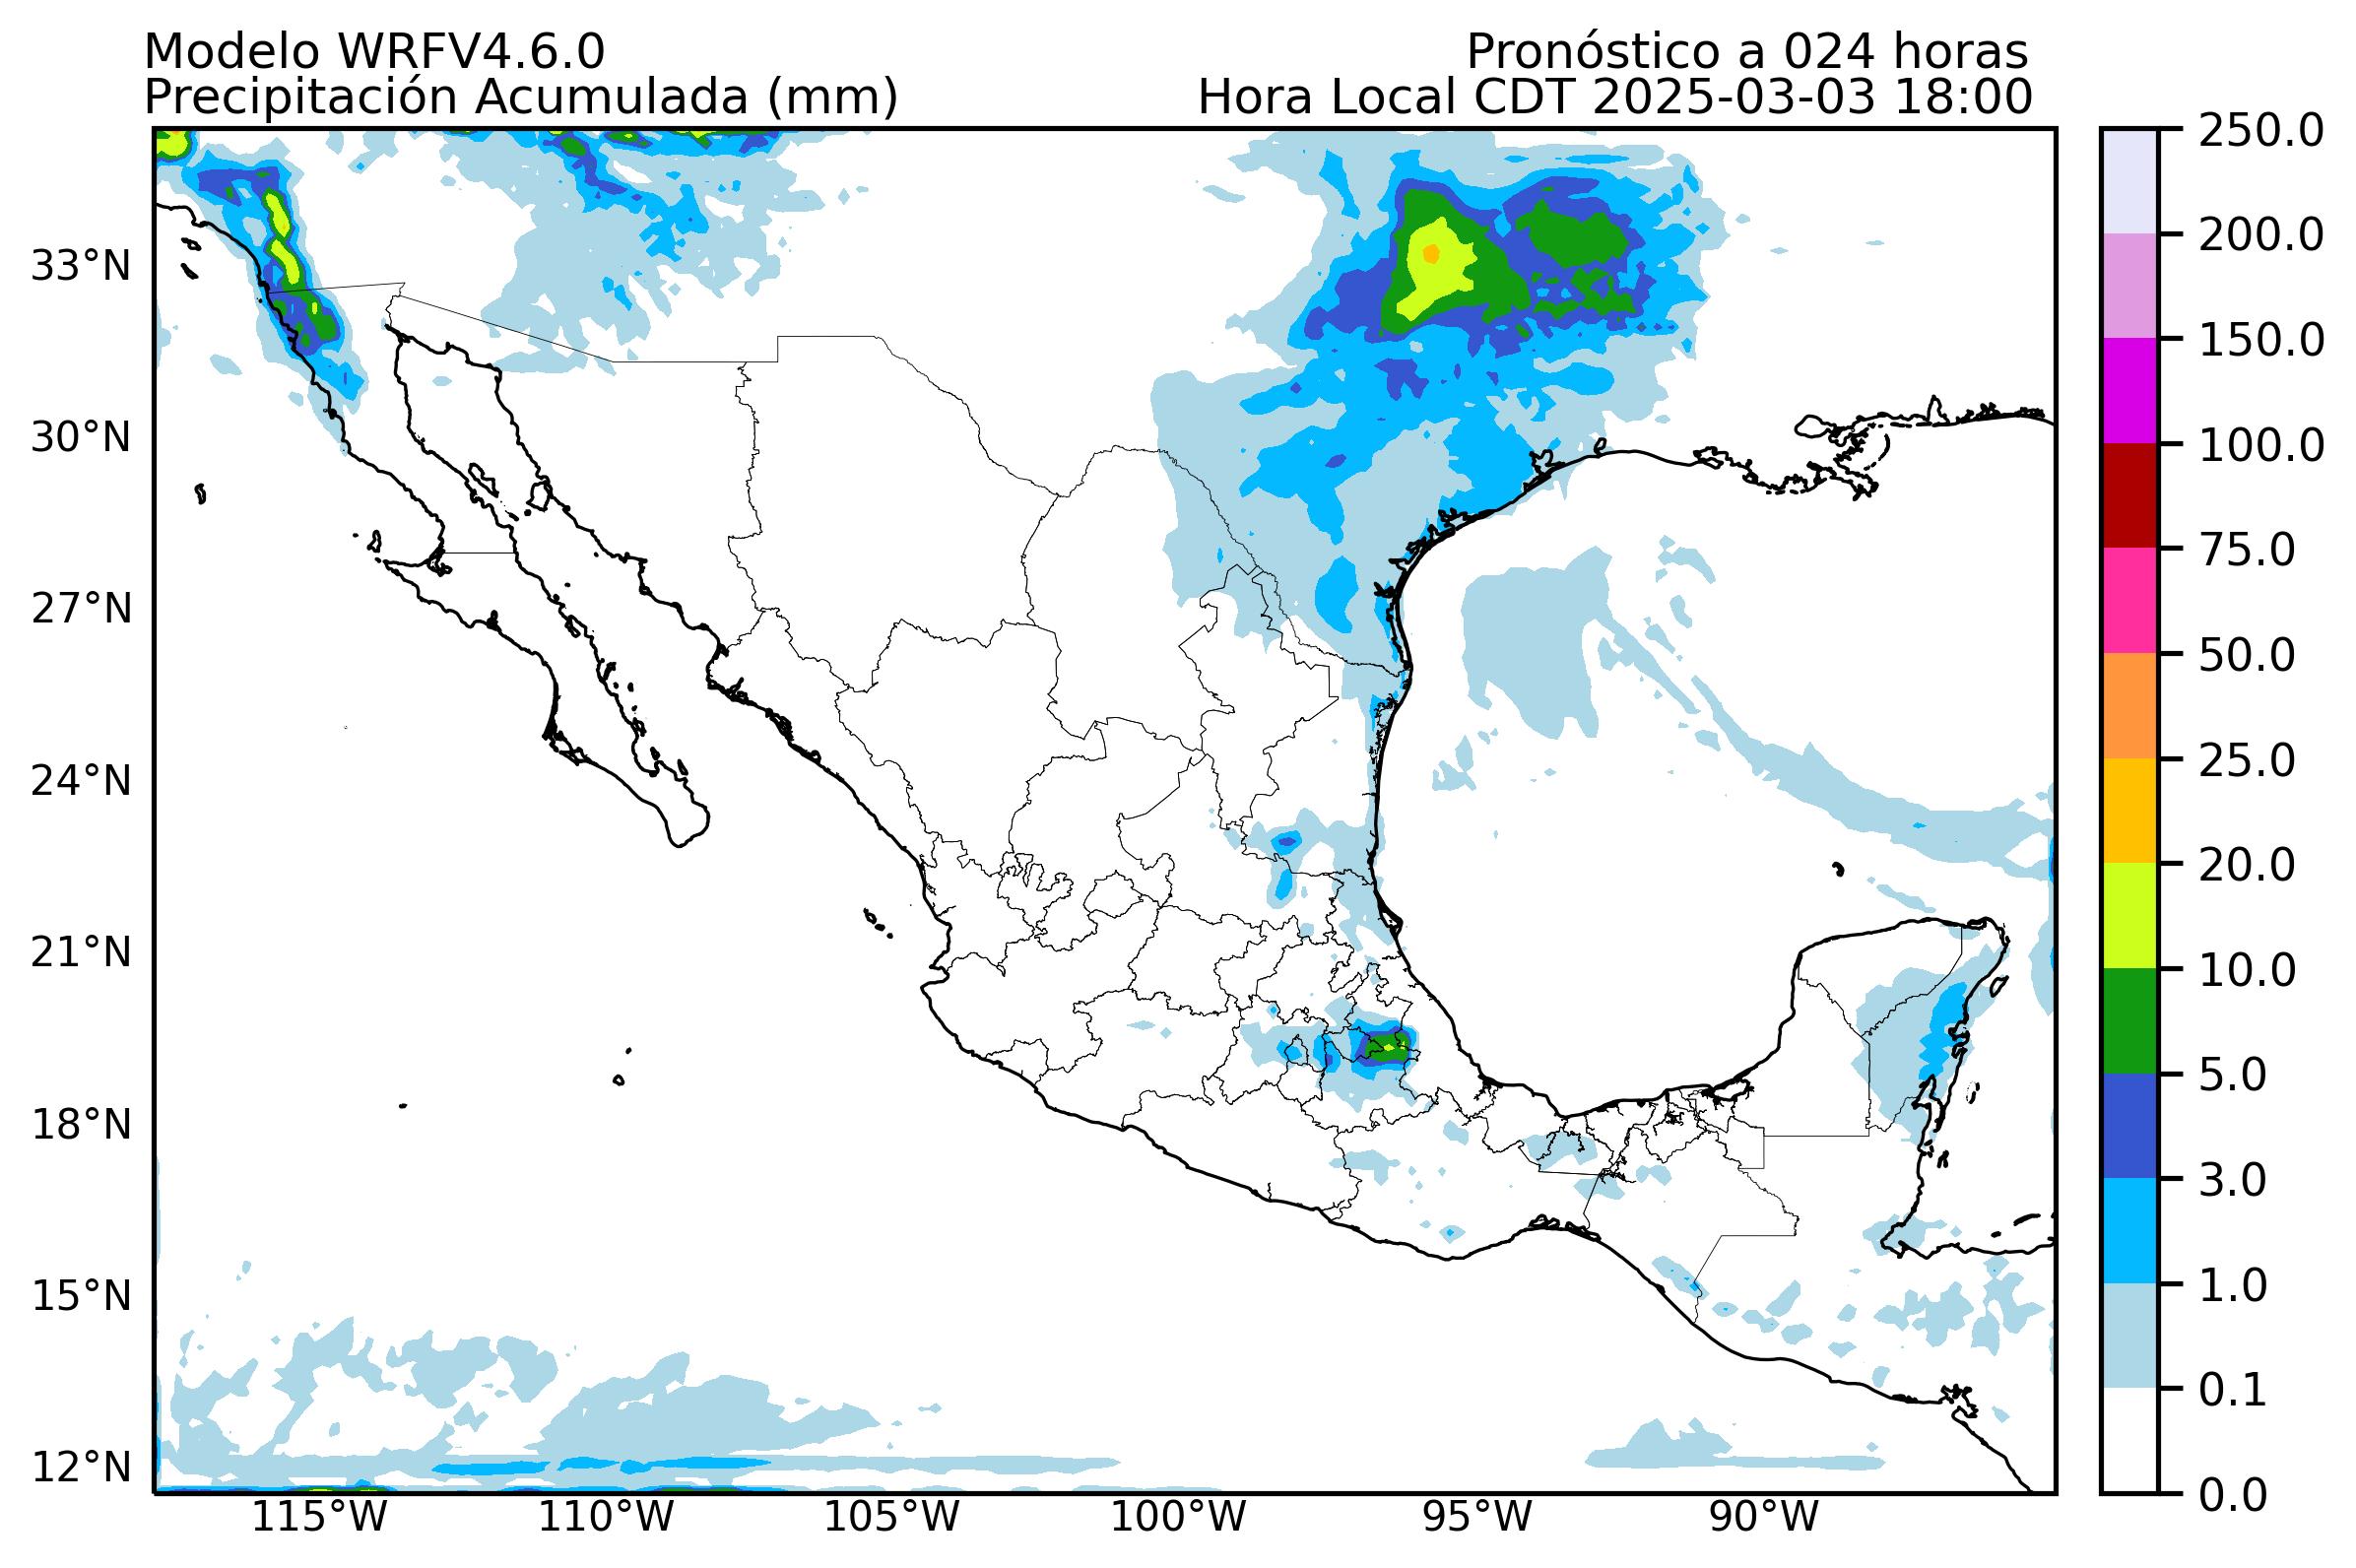 Modelo WRFV4.6.0
Pronóstico a 024 horas
Precipitación Acumulada (mm)
Hora Local CDT 2025-03-03 18:00
33°N
30°N
27°N
24°N
21°N
18°N
15°N
12°N
115°W
110°W
105°W
100°W
95°W
90°W
250.0
200.0
150.0
100.0
75.0
50.0
25.0
20.0
10.0
5.0
3.0
1.0
0.1
0.0